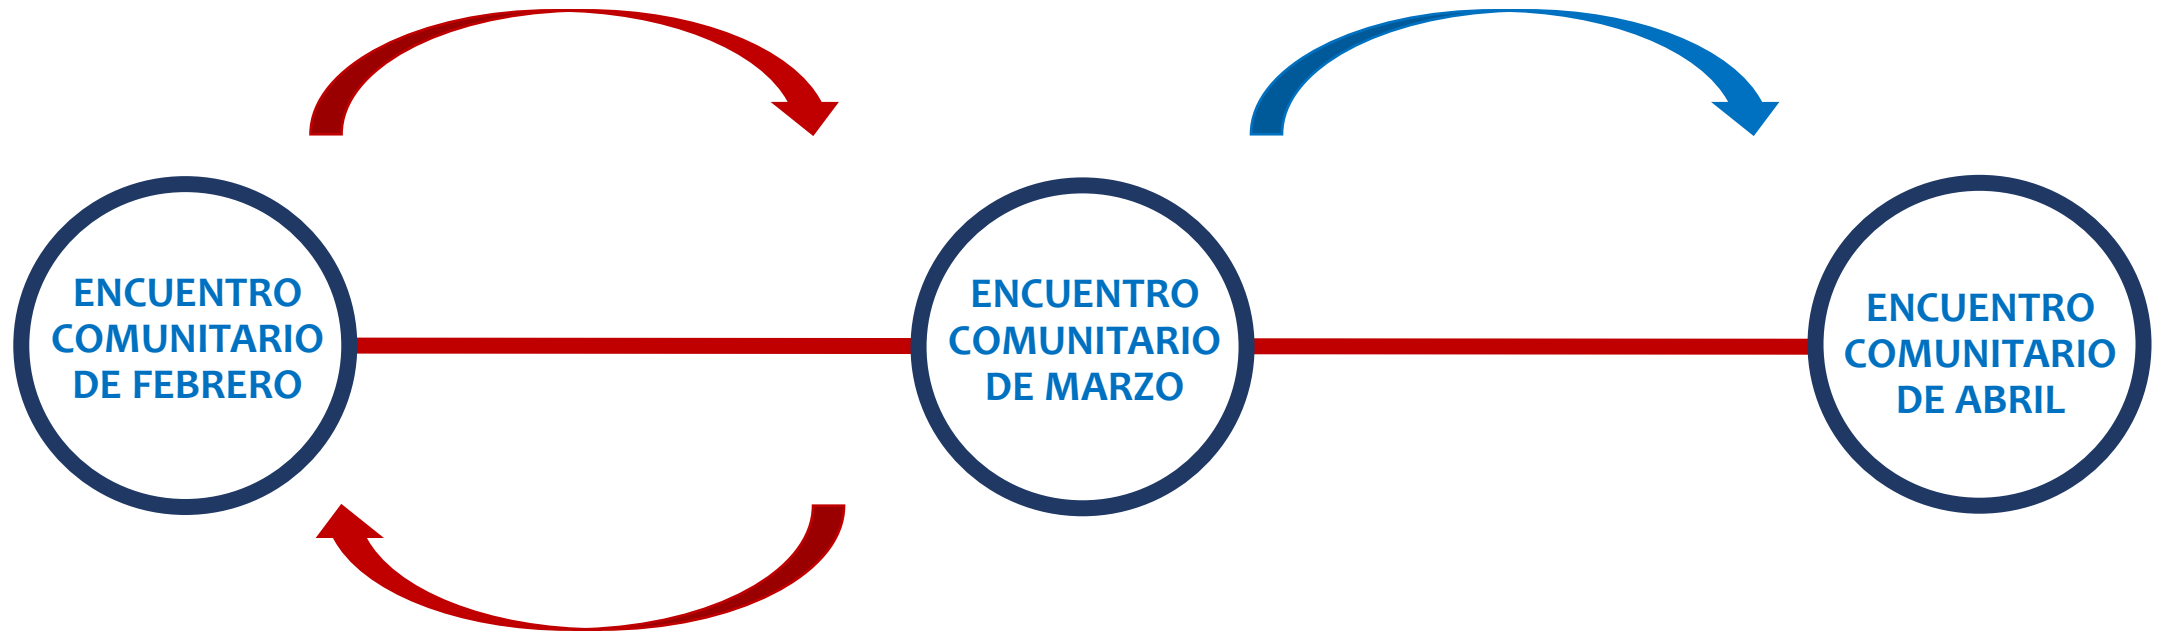 ENCUENTRO
COMUNITARIO
DE FEBRERO
ENCUENTRO
COMUNITARIO
DE MARZO
ENCUENTRO
COMUNITARIO
DE ABRIL